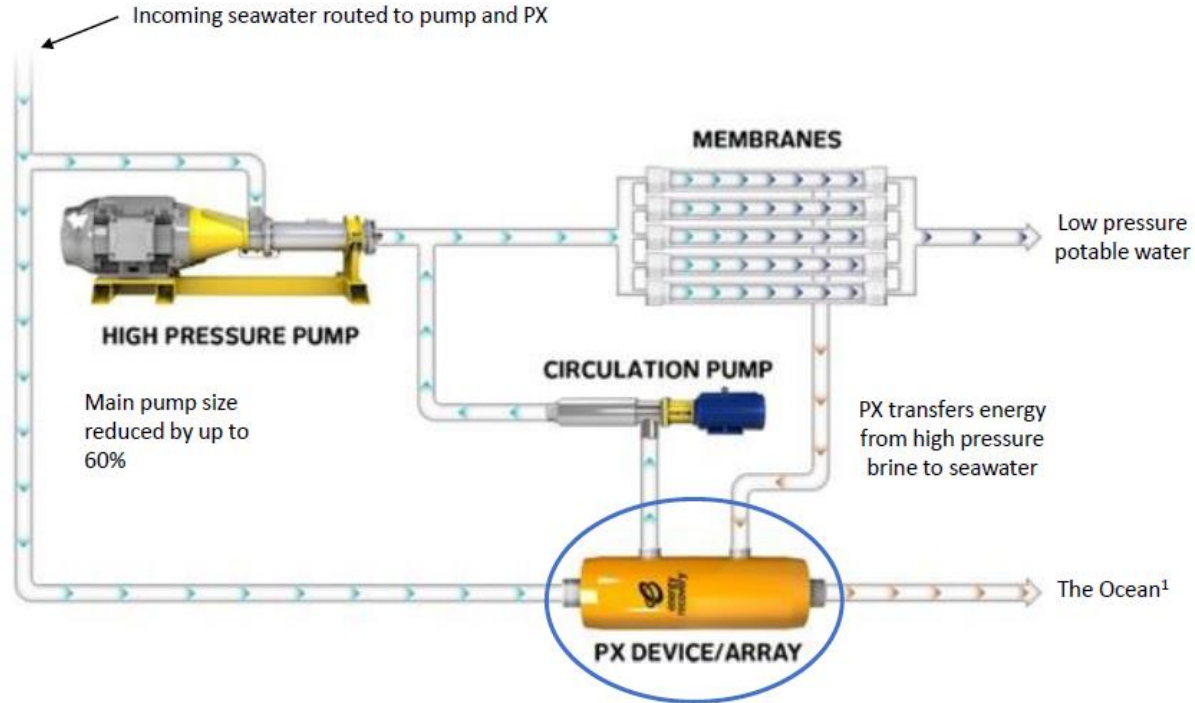 Incoming seawater routed to pump and PX
MEMBRANES
Low pressure
potable water
HIGH PRESSURE PUMP
CIRCULATION PUMP
Main pump size
reduced by up to
60%
PX transfers energy
from high pressure
brine to seawater
energy
recovery
The Ocean¹
PX DEVICE/ARRAY